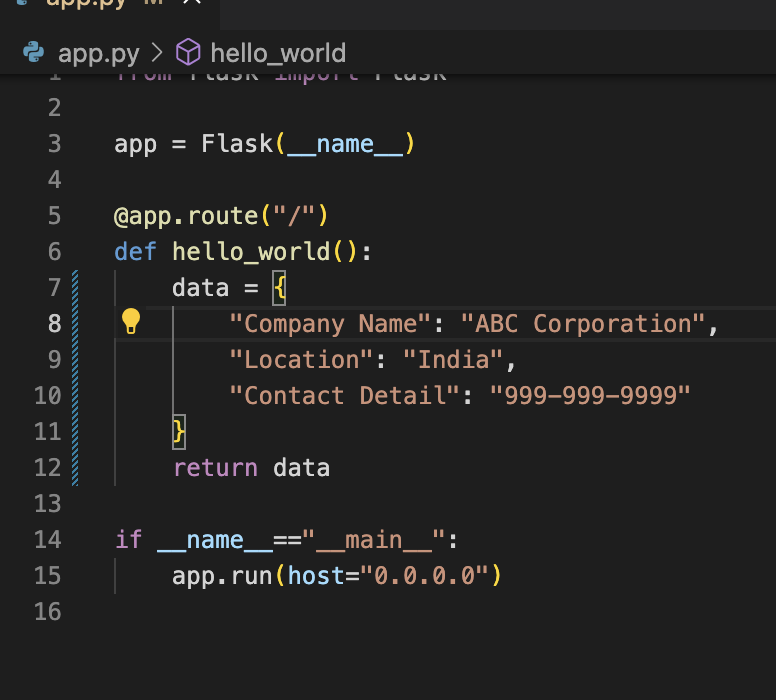 app.py M
app.py > hello_world
1 from flask import Flask
2
3 app = Flask(__name__)
4
5 @app.route("/")
6 def hello_world():
7 data = {
8 "Company Name": "ABC Corporation",
9 "Location": "India",
10 "Contact Detail": "999-999-9999"
11 }
12 return data
13
14 if __name__=="__main__":
15 app.run(host="0.0.0.0")
16